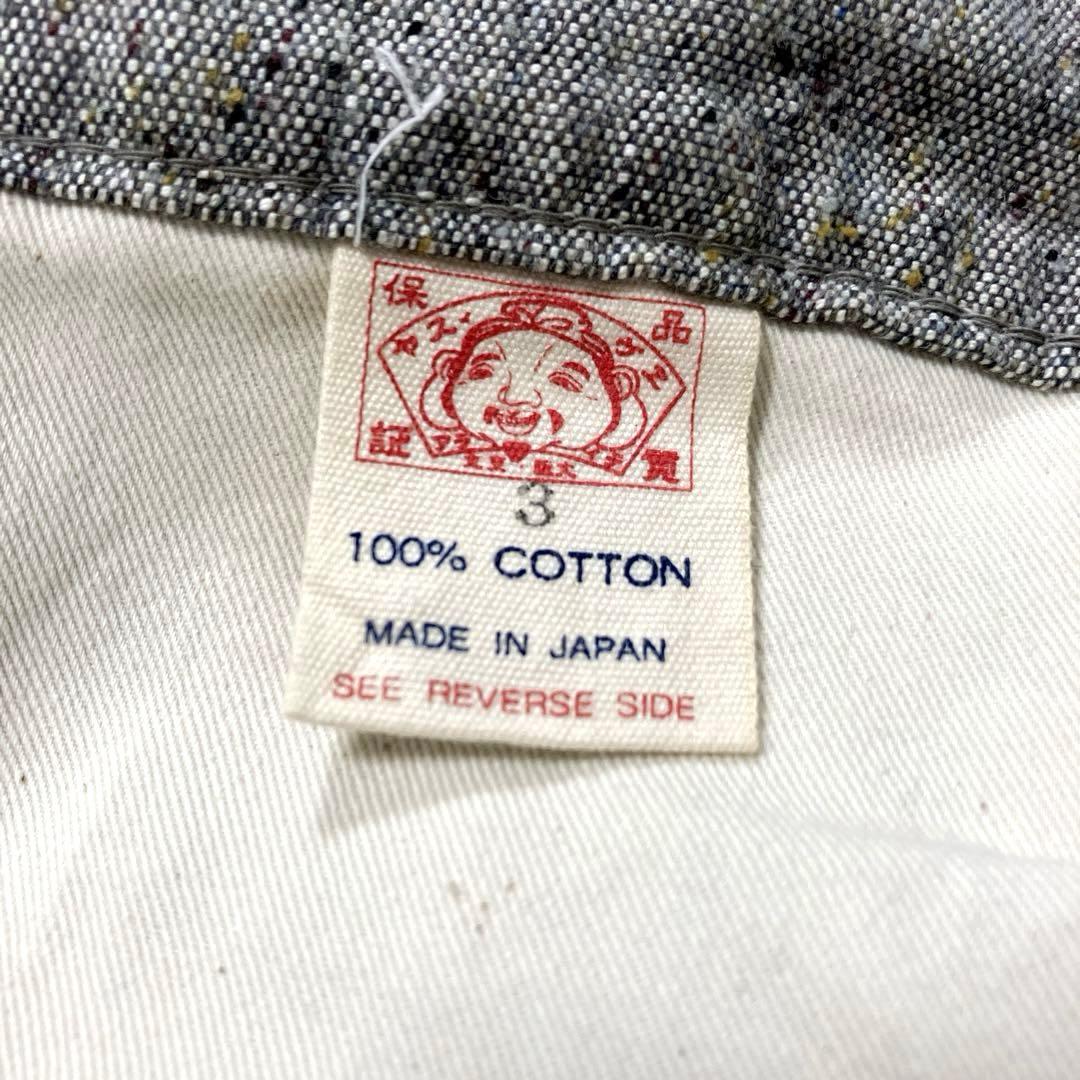 保 品
証 質
3
100% COTTON
MADE IN JAPAN
SEE REVERSE SIDE